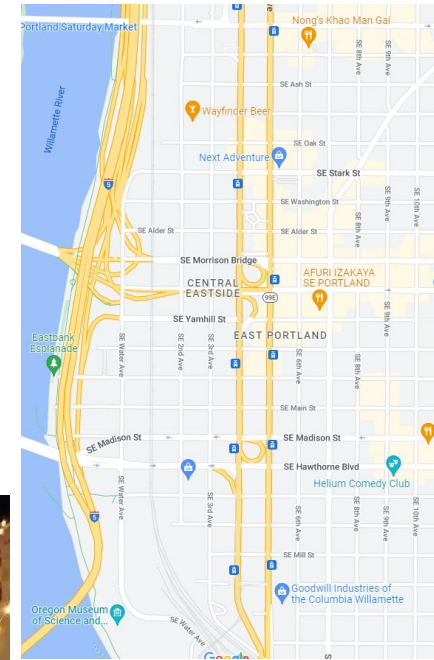 ve
Portland Saturday Market
Nong's Khao Man Gai
SE 8th Ave
SE 9th Ave
SE Ash St
Willamette River
Wayfinder Beer
SE Oak St
Next Adventure
SE Stark St
5
SE 9th Ave
SE 10th Ave
SE Washington St
SE 8th Ave
SE Alder St
SE Alder St
SE Morrison Bridge
CENTRAL
EASTSIDE
99E
AFURI IZAKAYA
SE PORTLAND
SE 9th Ave
SE Yamhill St
EAST PORTLAND
Eastbank
Esplanade
SE Water Ave
SE 2nd Ave
SE 3rd Ave
SE 6th Ave
SE 8th Ave
SE Main St
SE Madison St
SE Madison St
SE Hawthorne Blvd
Helium Comedy Club
SE Water Ave
SE 3rd Ave
SE 6th Ave
SE 8th Ave
SE 9th Ave
SE 10th Ave
5
SE Mill St
Goodwill Industries of
the Columbia Willamette
Oregon Museum
of Science and...
SE Water Ave
Google